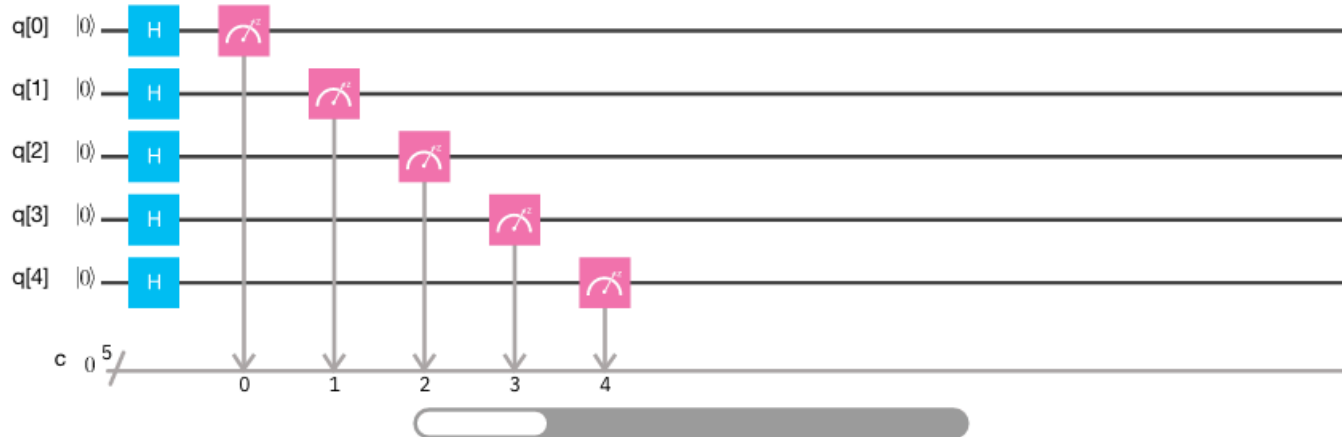 q[0] |0⟩ H z
q[1] |0⟩ H z
q[2] |0⟩ H z
q[3] |0⟩ H z
q[4] |0⟩ H z
c 0 5
0 1 2 3 4